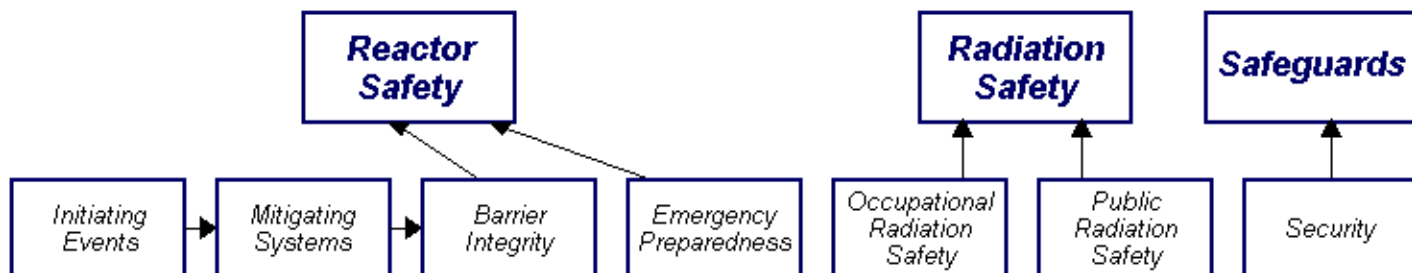 Reactor
Safety
Radiation
Safety
Safeguards
Initiating
Events
Mitigating
Systems
Barrier
Integrity
Emergency
Preparedness
Occupational
Radiation
Safety
Public
Radiation
Safety
Security